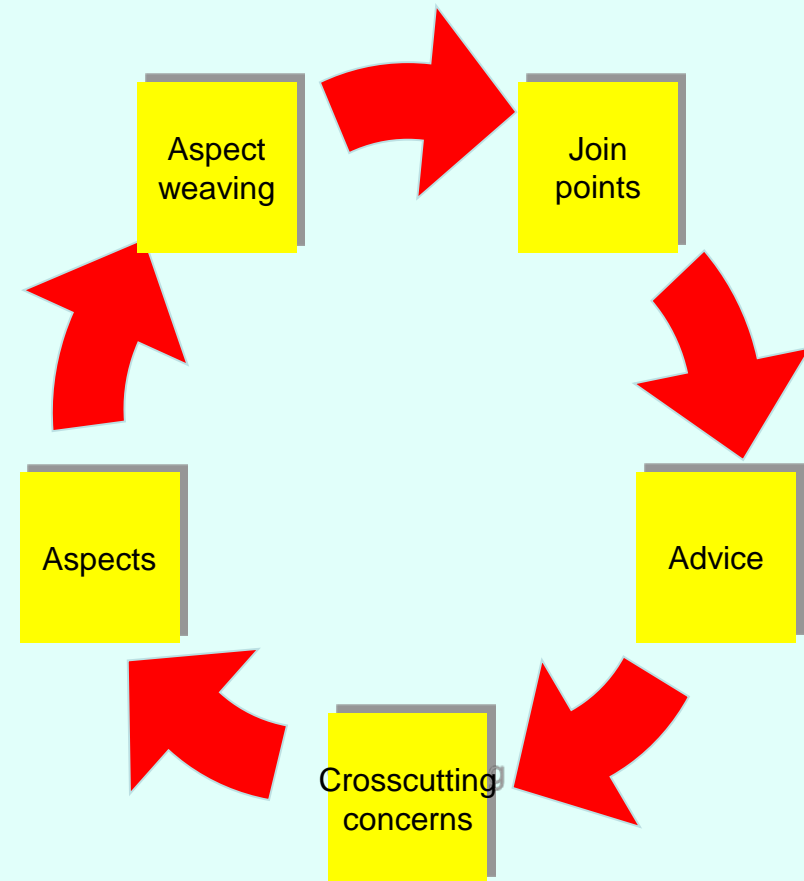 Aspect
weaving
Join
points
Aspects
Advice
Crosscutting
concerns